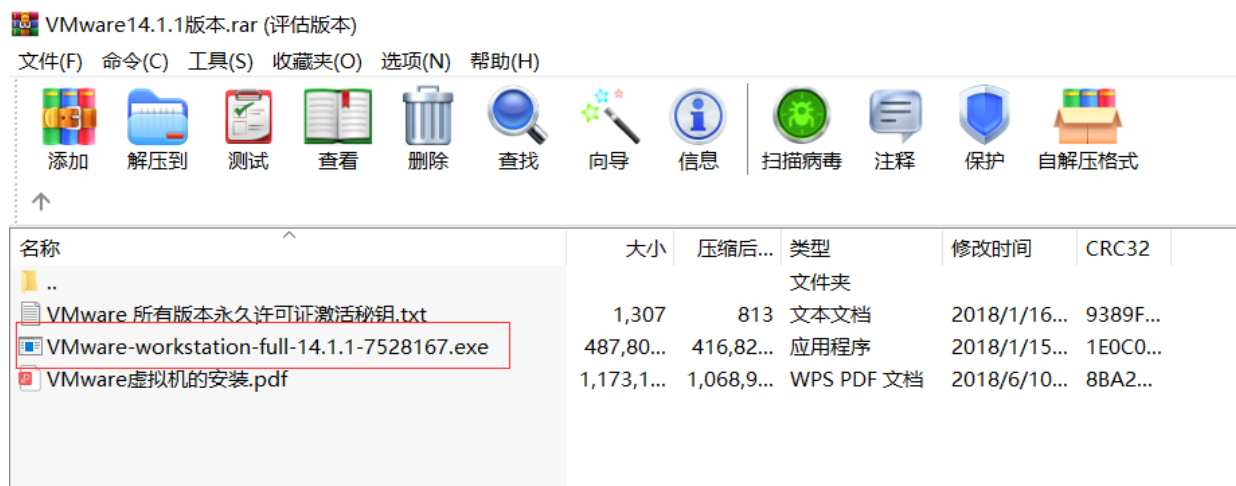 VMware14.1.1版本.rar (评估版本)
文件(F) 命令(C) 工具(S) 收藏夹(O) 选项(N) 帮助(H)
添加 解压到 测试 查看 删除 查找 向导 信息 扫描病毒 注释 保护 自解压格式
名称 大小 压缩后... 类型 修改时间 CRC32
.. 文件夹
VMware 所有版本永久许可证激活秘钥.txt 1,307 813 文本文档 2018/1/16... 9389F...
VMware-workstation-full-14.1.1-7528167.exe 487,80... 416,82... 应用程序 2018/1/15... 1E0C0...
VMware虚拟机的安装.pdf 1,173,1... 1,068,9... WPS PDF 文档 2018/6/10... 8BA2...